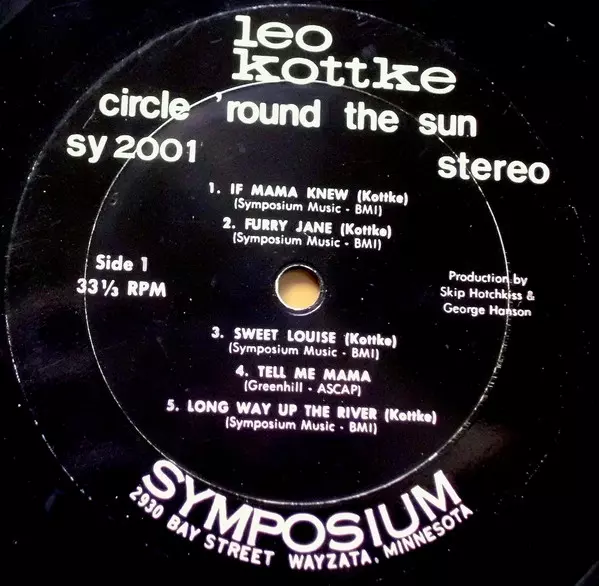 leo
kottke
circle 'round the sun
sy 2001
stereo
1. IF MAMA KNEW (Kottke)
(Symposium Music - BMI)
2. FURRY JANE (Kottke)
(Symposium Music - BMI)
Side 1
33⅓ RPM
Production by
Skip Hotchkiss &
George Hanson
3. SWEET LOUISE (Kottke)
(Symposium Music - BMI)
4. TELL ME MAMA
(Greenhill - ASCAP)
5. LONG WAY UP THE RIVER (Kottke)
(Symposium Music - BMI)
SYMPOSIUM
2930 BAY STREET WAYZATA, MINNESOTA